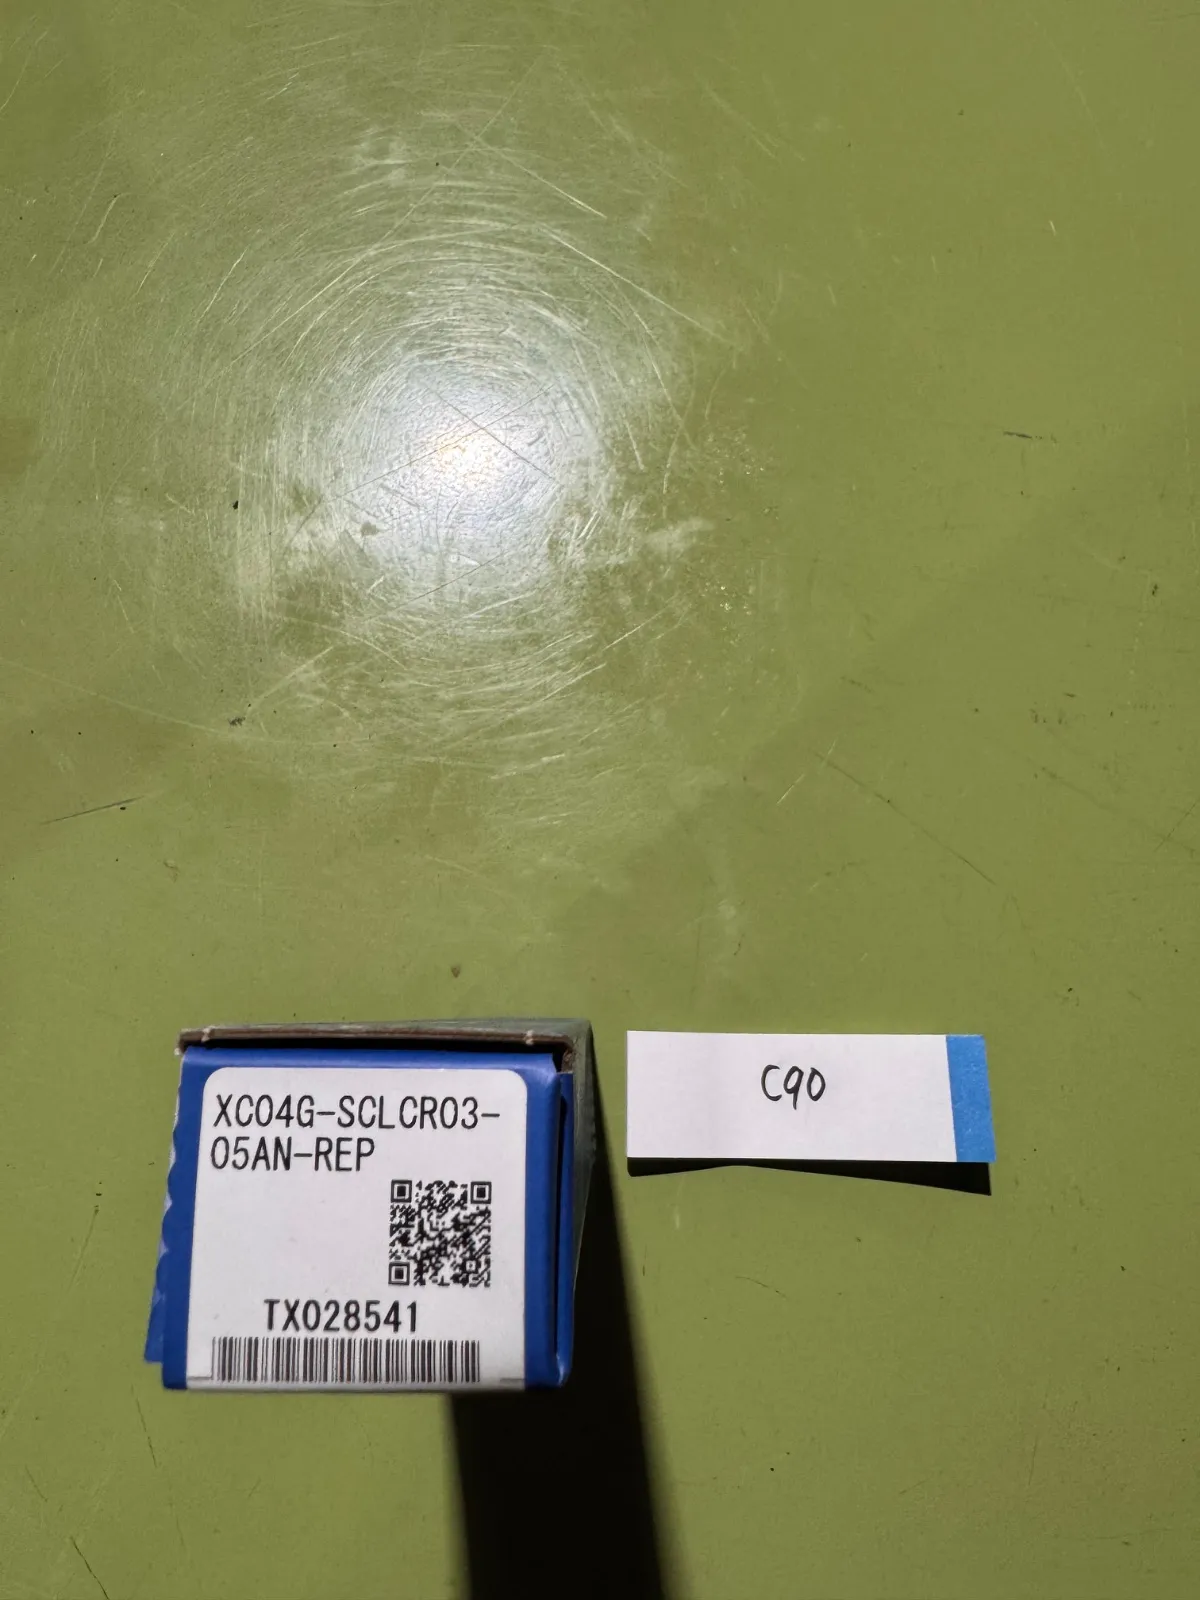 XC04G-SCLCR03-
05AN-REP
TX028541
C90